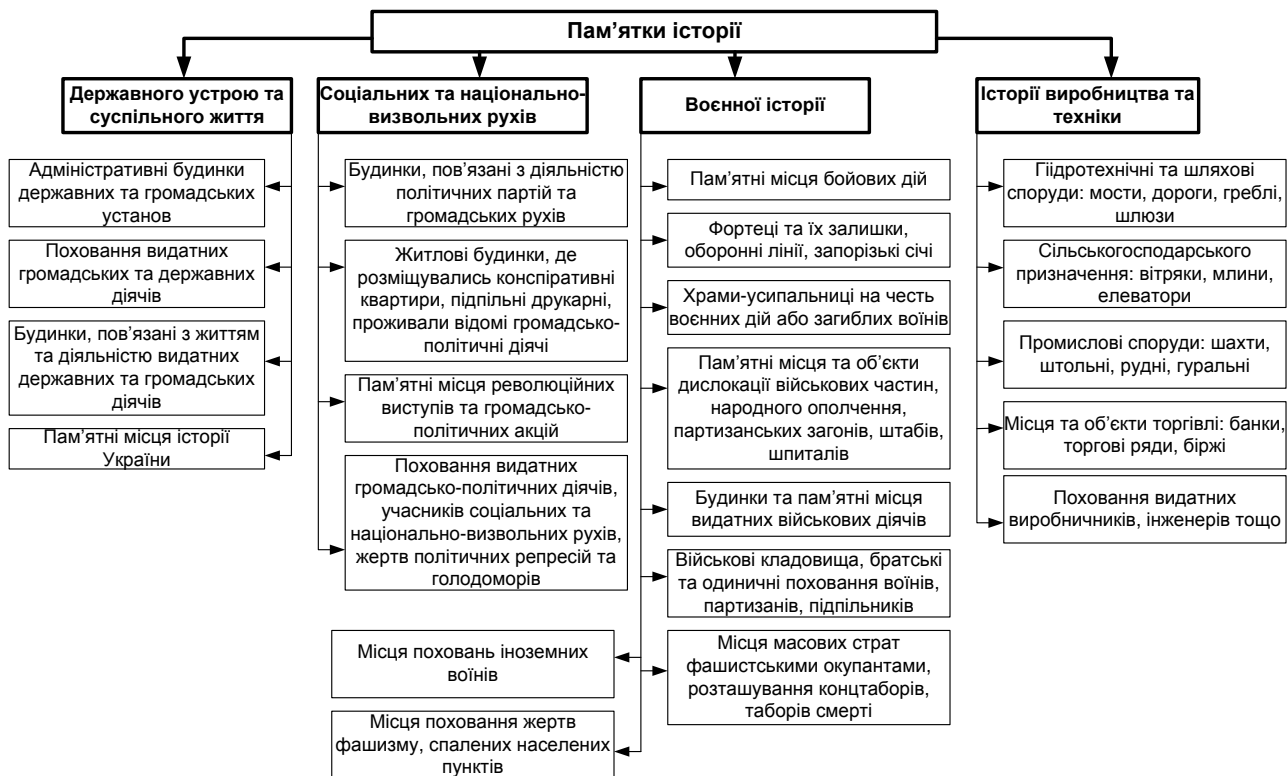 Пам’ятки історії
Державного устрою та
суспільного життя
Адміністративні будинки
державних та громадських
установ
Поховання видатних
громадських та державних
діячів
Будинки, пов’язані з життям
та діяльністю видатних
державних та громадських
діячів
Пам’ятні місця історії
України
Соціальних та національно-
визвольних рухів
Будинки, пов’язані з діяльністю
політичних партій та
громадських рухів
Житлові будинки, де
розміщувались конспіративні
квартири, підпільні друкарні,
проживали відомі громадсько-
політичні діячі
Пам’ятні місця революційних
виступів та громадсько-
політичних акцій
Поховання видатних
громадсько-політичних діячів,
учасників соціальних та
національно-визвольних рухів,
жертв політичних репресій та
голодоморів
Воєнної історії
Пам’ятні місця бойових дій
Фортеці та їх залишки,
оборонні лінії, запорізькі січі
Храми-усипальниці на честь
воєнних дій або загиблих воїнів
Пам’ятні місця та об’єкти
дислокації військових частин,
народного ополчення,
партизанських загонів, штабів,
шпиталів
Будинки та пам’ятні місця
видатних військових діячів
Військові кладовища, братські
та одиничні поховання воїнів,
партизанів, підпільників
Місця масових страт
фашистськими окупантами,
розташування концтаборів,
таборів смерті
Місця поховань іноземних
воїнів
Місця поховання жертв
фашизму, спалених населених
пунктів
Історії виробництва та
техніки
Гіідротехнічні та шляхові
споруди: мости, дороги, греблі,
шлюзи
Сільськогосподарського
призначення: вітряки, млини,
елеватори
Промислові споруди: шахти,
штольні, рудні, гуральні
Місця та об’єкти торгівлі: банки,
торгові ряди, біржі
Поховання видатних
виробничників, інженерів тощо